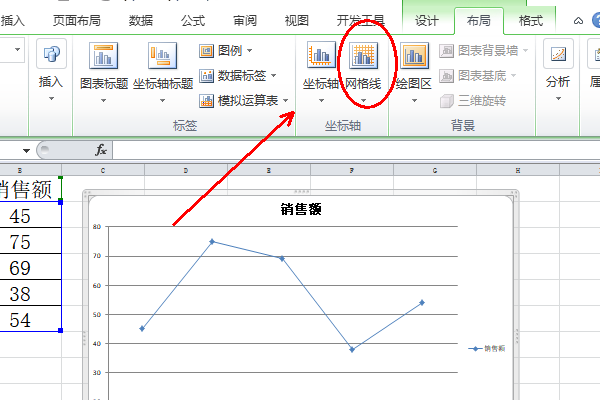 插入 页面布局 数据 公式 审阅 视图 开发工具 设计 布局 格式
插入
图表标题
坐标轴标题
图例
数据标签
模拟运算表
标签
坐标轴
网格线
坐标轴
绘图区
图表背景墙
图表基底
三维旋转
背景
分析
属
fx
B C D E F G H
销售额
45
75
69
38
54
销售额
80
70
60
50
40
30
销售额